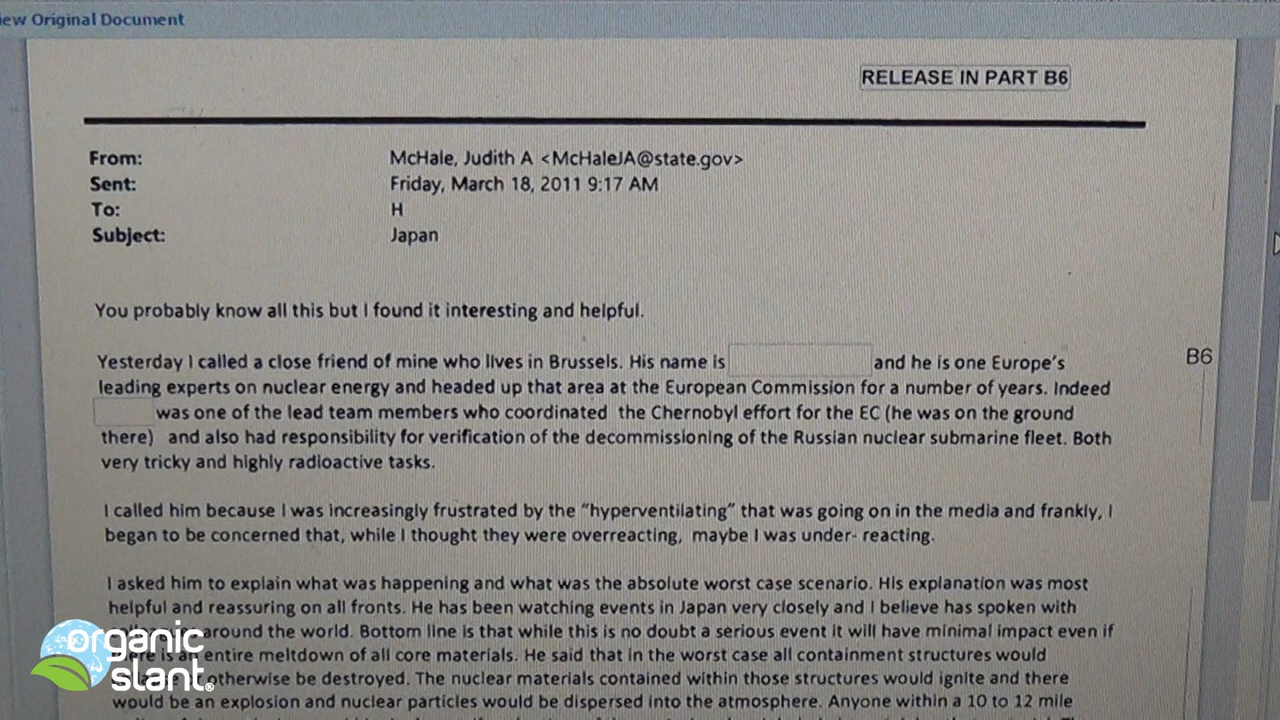 iew Original Document
RELEASE IN PART B6
From: McHale, Judith A <McHaleJA@state.gov>
Sent: Friday, March 18, 2011 9:17 AM
To: H
Subject: Japan
You probably know all this but I found it interesting and helpful.
Yesterday I called a close friend of mine who lives in Brussels. His name is and he is one Europe's B6
leading experts on nuclear energy and headed up that area at the European Commission for a number of years. Indeed
was one of the lead team members who coordinated the Chernobyl effort for the EC (he was on the ground
there) and also had responsibility for verification of the decommissioning of the Russian nuclear submarine fleet. Both
very tricky and highly radioactive tasks.
I called him because I was increasingly frustrated by the "hyperventilating" that was going on in the media and frankly, I
began to be concerned that, while I thought they were overreacting, maybe I was under- reacting.
I asked him to explain what was happening and what was the absolute worst case scenario. His explanation was most
helpful and reassuring on all fronts. He has been watching events in Japan very closely and I believe has spoken with
around the world. Bottom line is that while this is no doubt a serious event it will have minimal impact even if
there is an entire meltdown of all core materials. He said that in the worst case all containment structures would
otherwise be destroyed. The nuclear materials contained within those structures would ignite and there
would be an explosion and nuclear particles would be dispersed into the atmosphere. Anyone within a 10 to 12 mile
organic
slant®